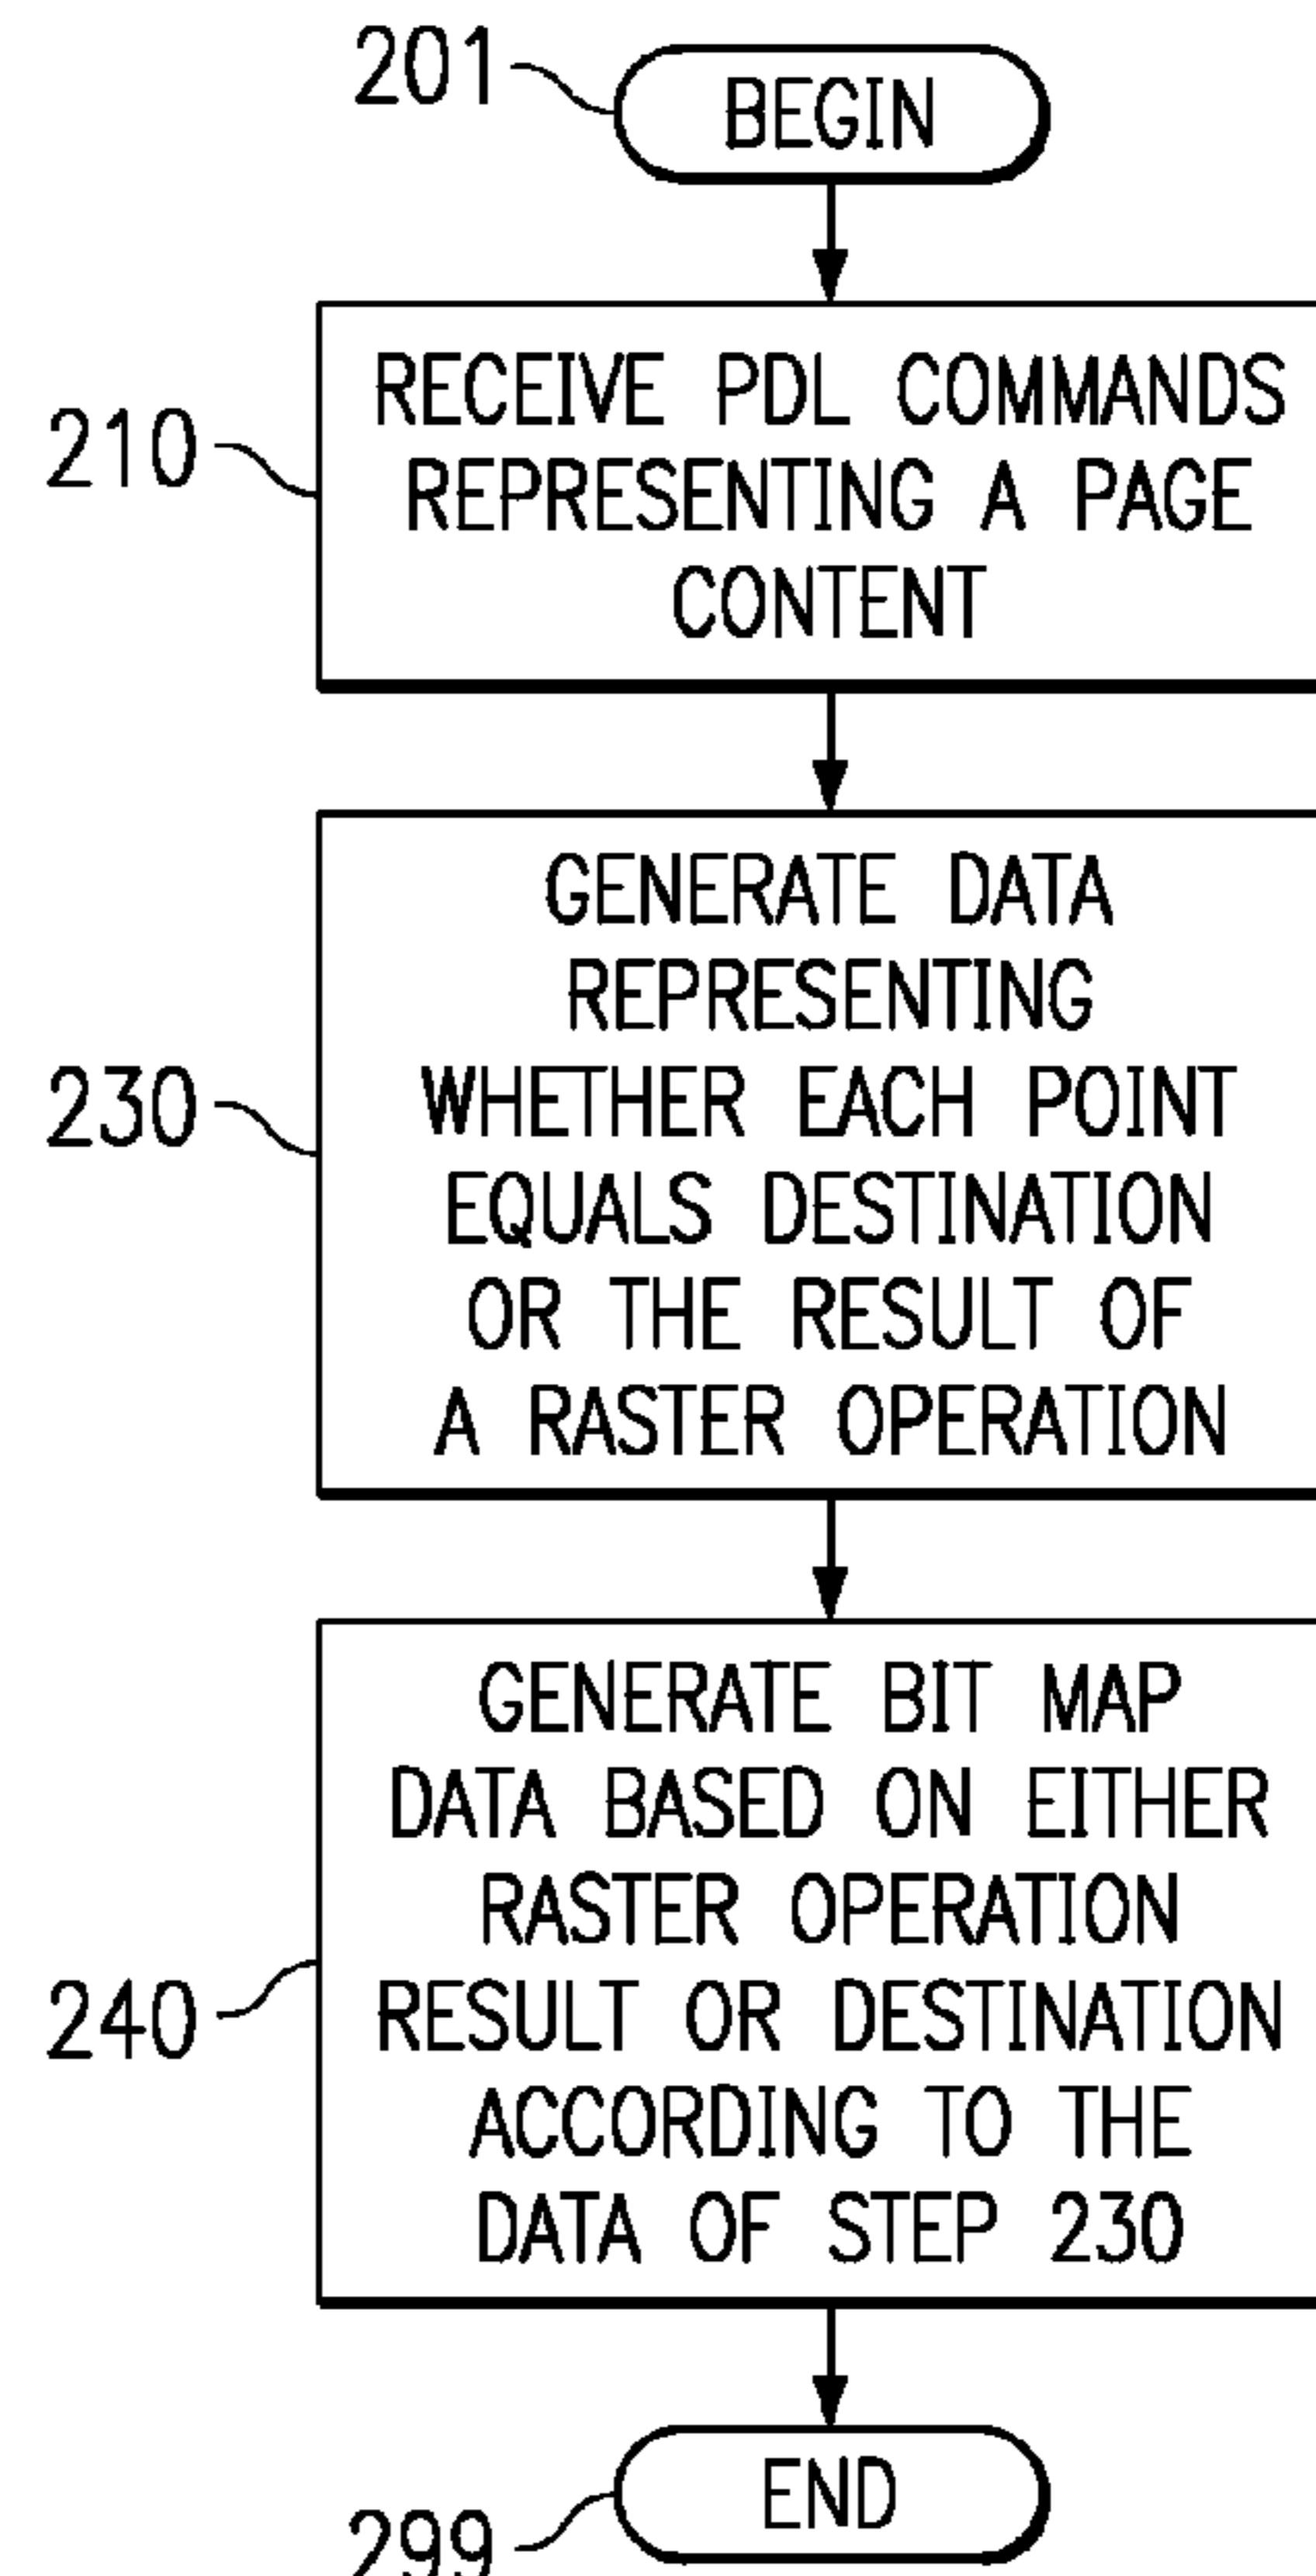 201
BEGIN
210
RECEIVE PDL COMMANDS
REPRESENTING A PAGE
CONTENT
230
GENERATE DATA
REPRESENTING
WHETHER EACH POINT
EQUALS DESTINATION
OR THE RESULT OF
A RASTER OPERATION
240
GENERATE BIT MAP
DATA BASED ON EITHER
RASTER OPERATION
RESULT OR DESTINATION
ACCORDING TO THE
DATA OF STEP 230
299
END